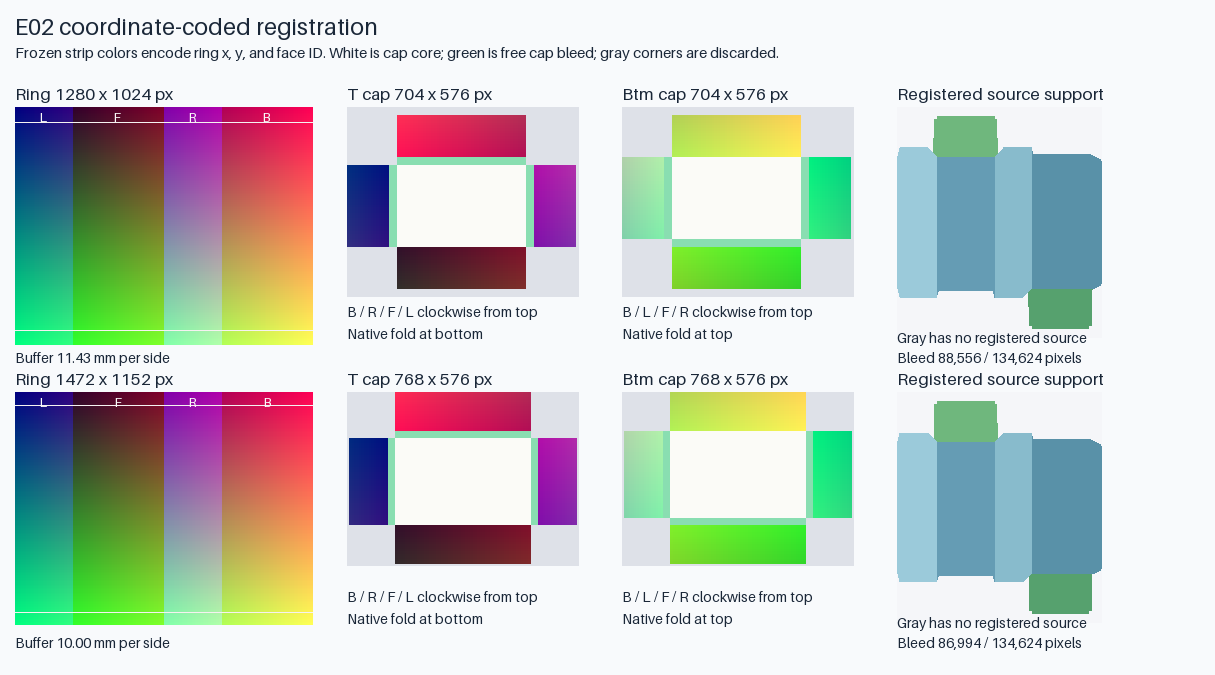 E02 coordinate-coded registration
Frozen strip colors encode ring x, y, and face ID. White is cap core; green is free cap bleed; gray corners are discarded.
Ring 1280 x 1024 px
L F R B
Buffer 11.43 mm per side
T cap 704 x 576 px
B / R / F / L clockwise from top
Native fold at bottom
Btm cap 704 x 576 px
B / L / F / R clockwise from top
Native fold at top
Registered source support
Gray has no registered source
Bleed 88,556 / 134,624 pixels
Ring 1472 x 1152 px
L F R B
Buffer 10.00 mm per side
T cap 768 x 576 px
B / R / F / L clockwise from top
Native fold at bottom
Btm cap 768 x 576 px
B / L / F / R clockwise from top
Native fold at top
Registered source support
Gray has no registered source
Bleed 86,994 / 134,624 pixels